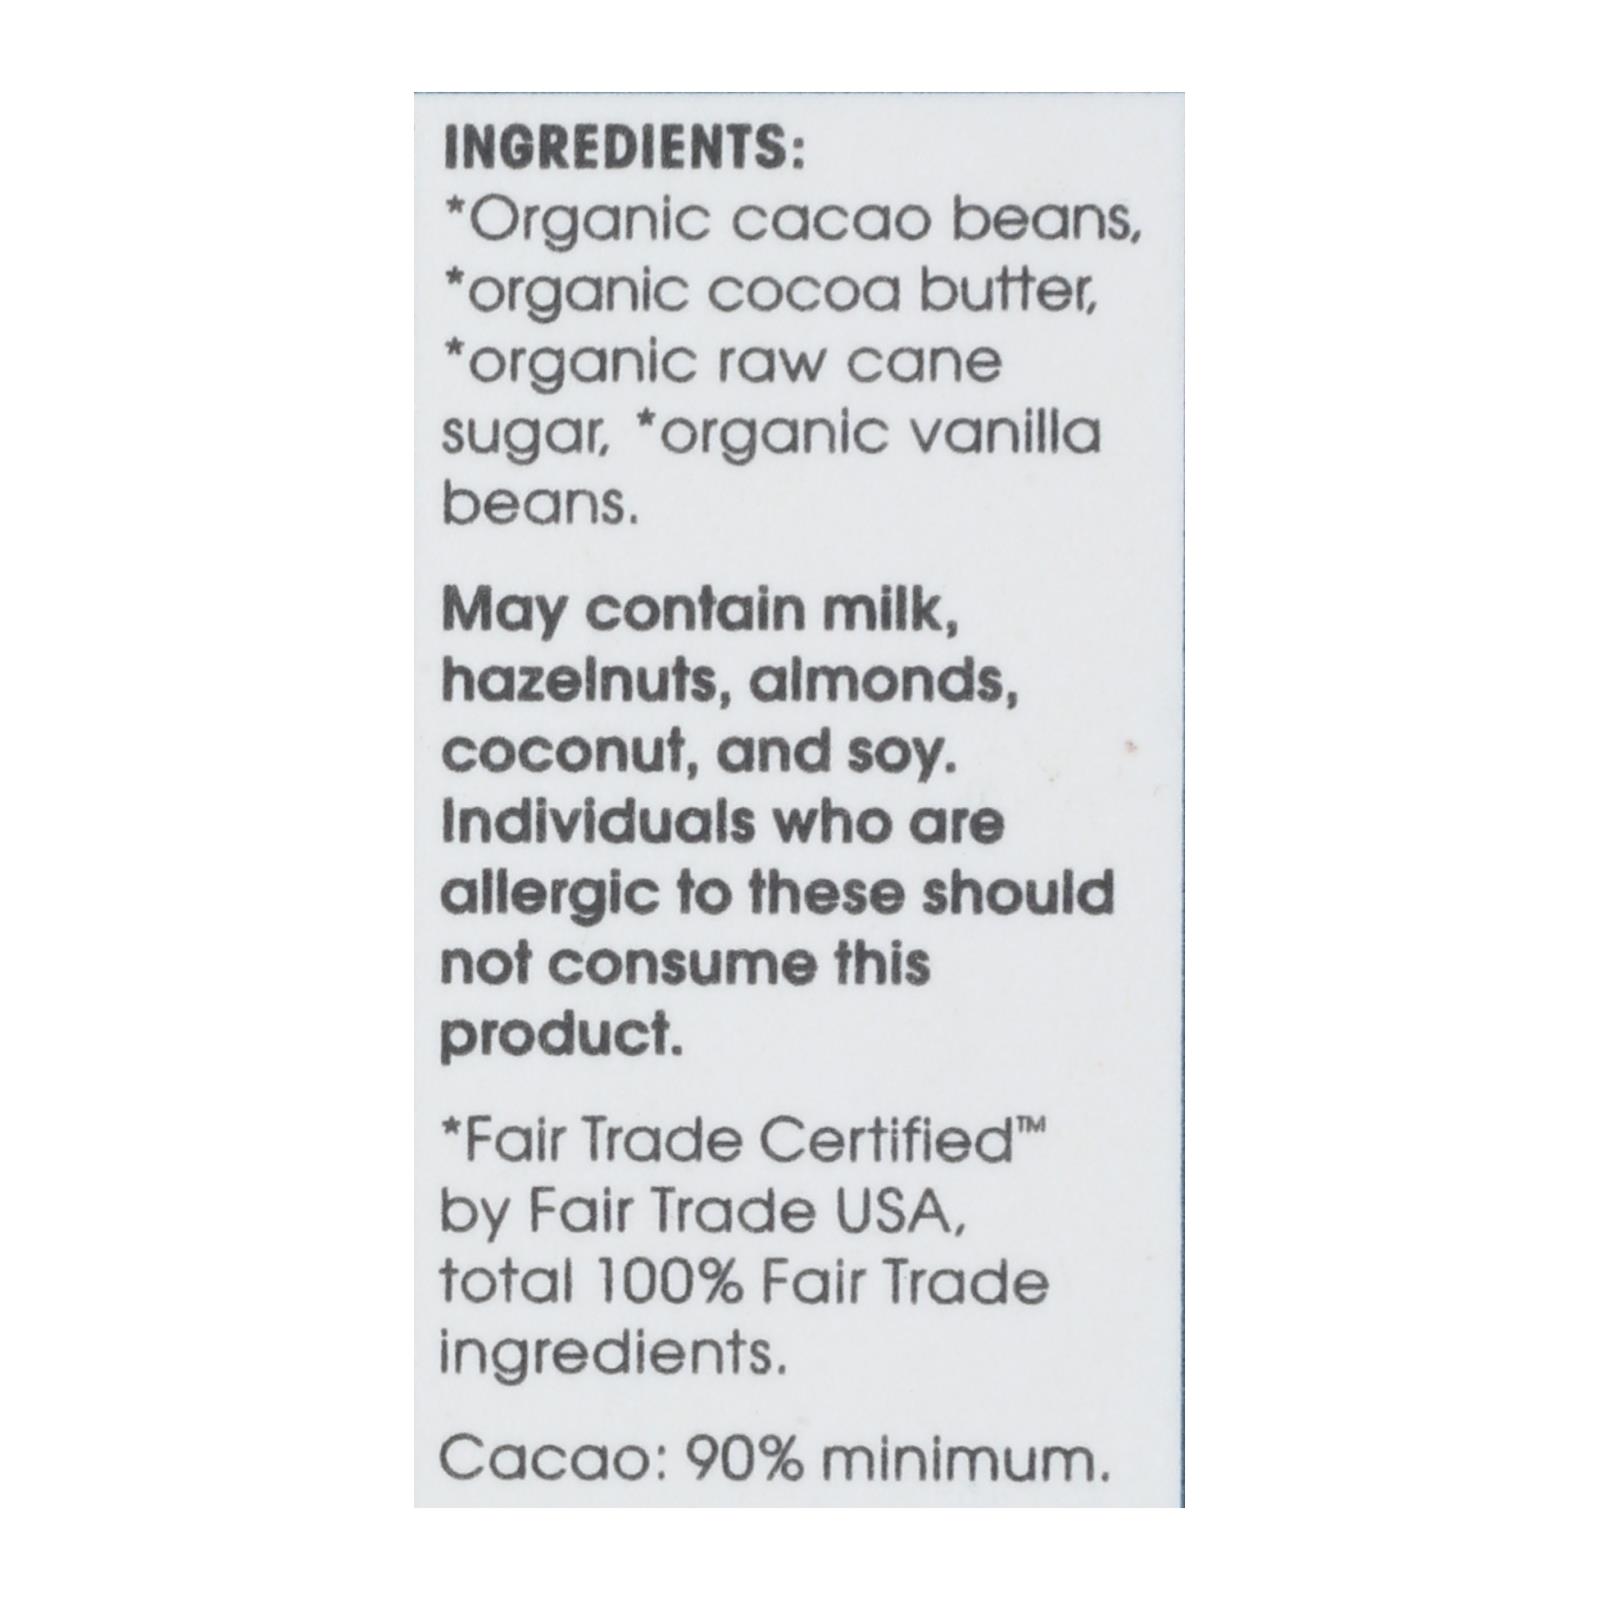 INGREDIENTS:
*Organic cacao beans,
*organic cocoa butter,
*organic raw cane
sugar, *organic vanilla
beans.
May contain milk,
hazelnuts, almonds,
coconut, and soy.
Individuals who are
allergic to these should
not consume this
product.
*Fair Trade Certified™
by Fair Trade USA,
total 100% Fair Trade
ingredients.
Cacao: 90% minimum.